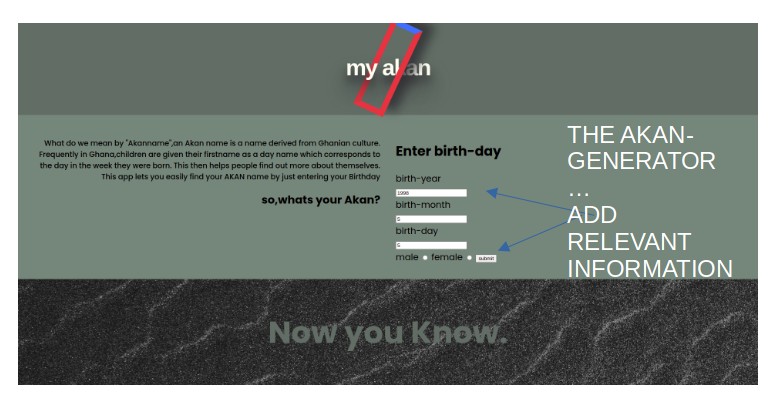 my akan
What do we mean by "Akanname",an Akan name is a name derived from Ghanian culture.
Frequently in Ghana,children are given their firstname as a day name which corresponds to
the day in the week they were born. This then helps people find out more about themselves.
This app lets you easily find your AKAN name by just entering your Birthday
so,whats your Akan?
Enter birth-day
birth-year
1998
birth-month
5
birth-day
5
male female submit
THE AKAN-
GENERATOR
...
ADD
RELEVANT
INFORMATION
Now you Know.